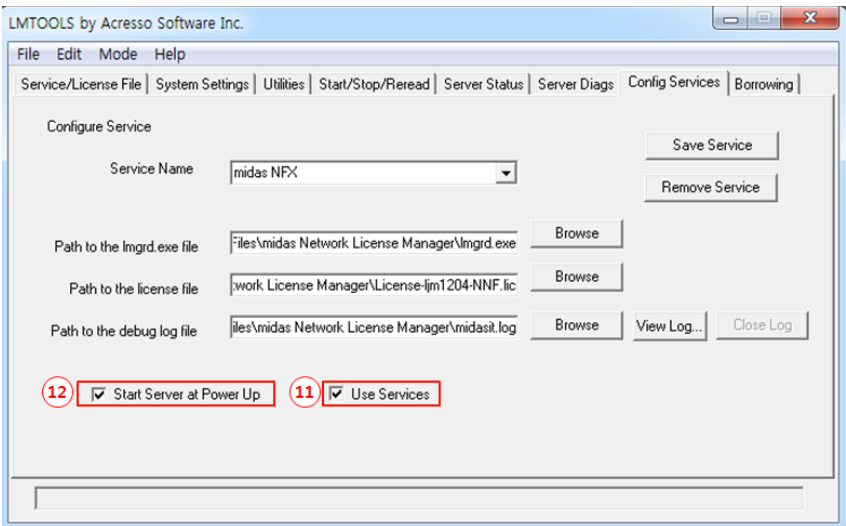 LMTOOLS by Acresso Software Inc.
File Edit Mode Help
Service/License File System Settings Utilities Start/Stop/Reread Server Status Server Diags Config Services Borrowing
Configure Service
Save Service
Service Name midas NFX
Remove Service
Path to the lmgrd.exe file Files\midas Network License Manager\lmgrd.exe Browse
Path to the license file :work License Manager\License-ljm1204-NNF.lic Browse
Path to the debug log file iles\midas Network License Manager\midasit.log Browse View Log... Close Log
12 Start Server at Power Up 11 Use Services